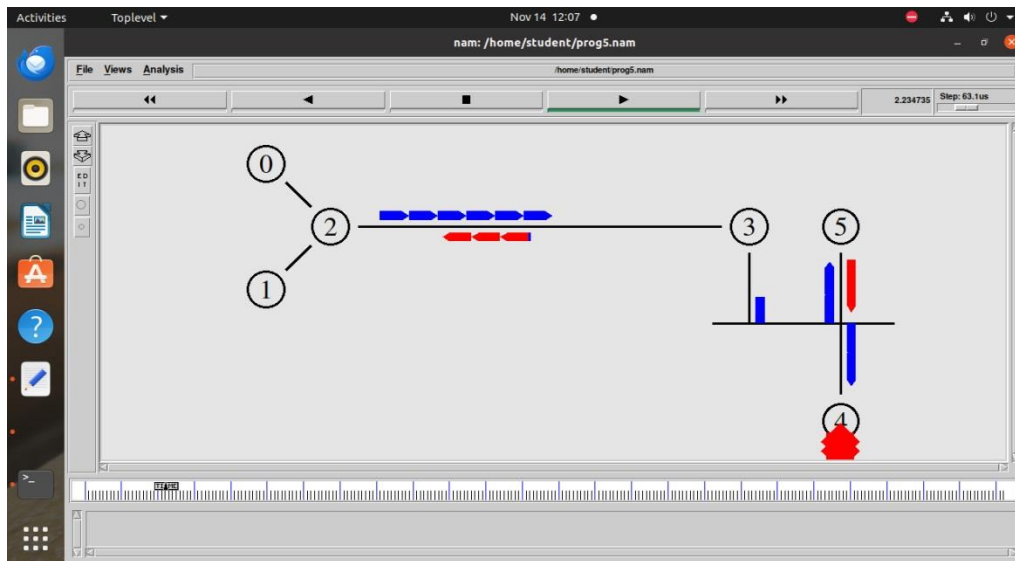 Activities Toplevel Nov 14 12:07
nam: /home/student/prog5.nam
File Views Analysis /home/student/prog5.nam
2.234735 Step: 63.1us
E D
I T
0
2
3
5
1
4
TIME